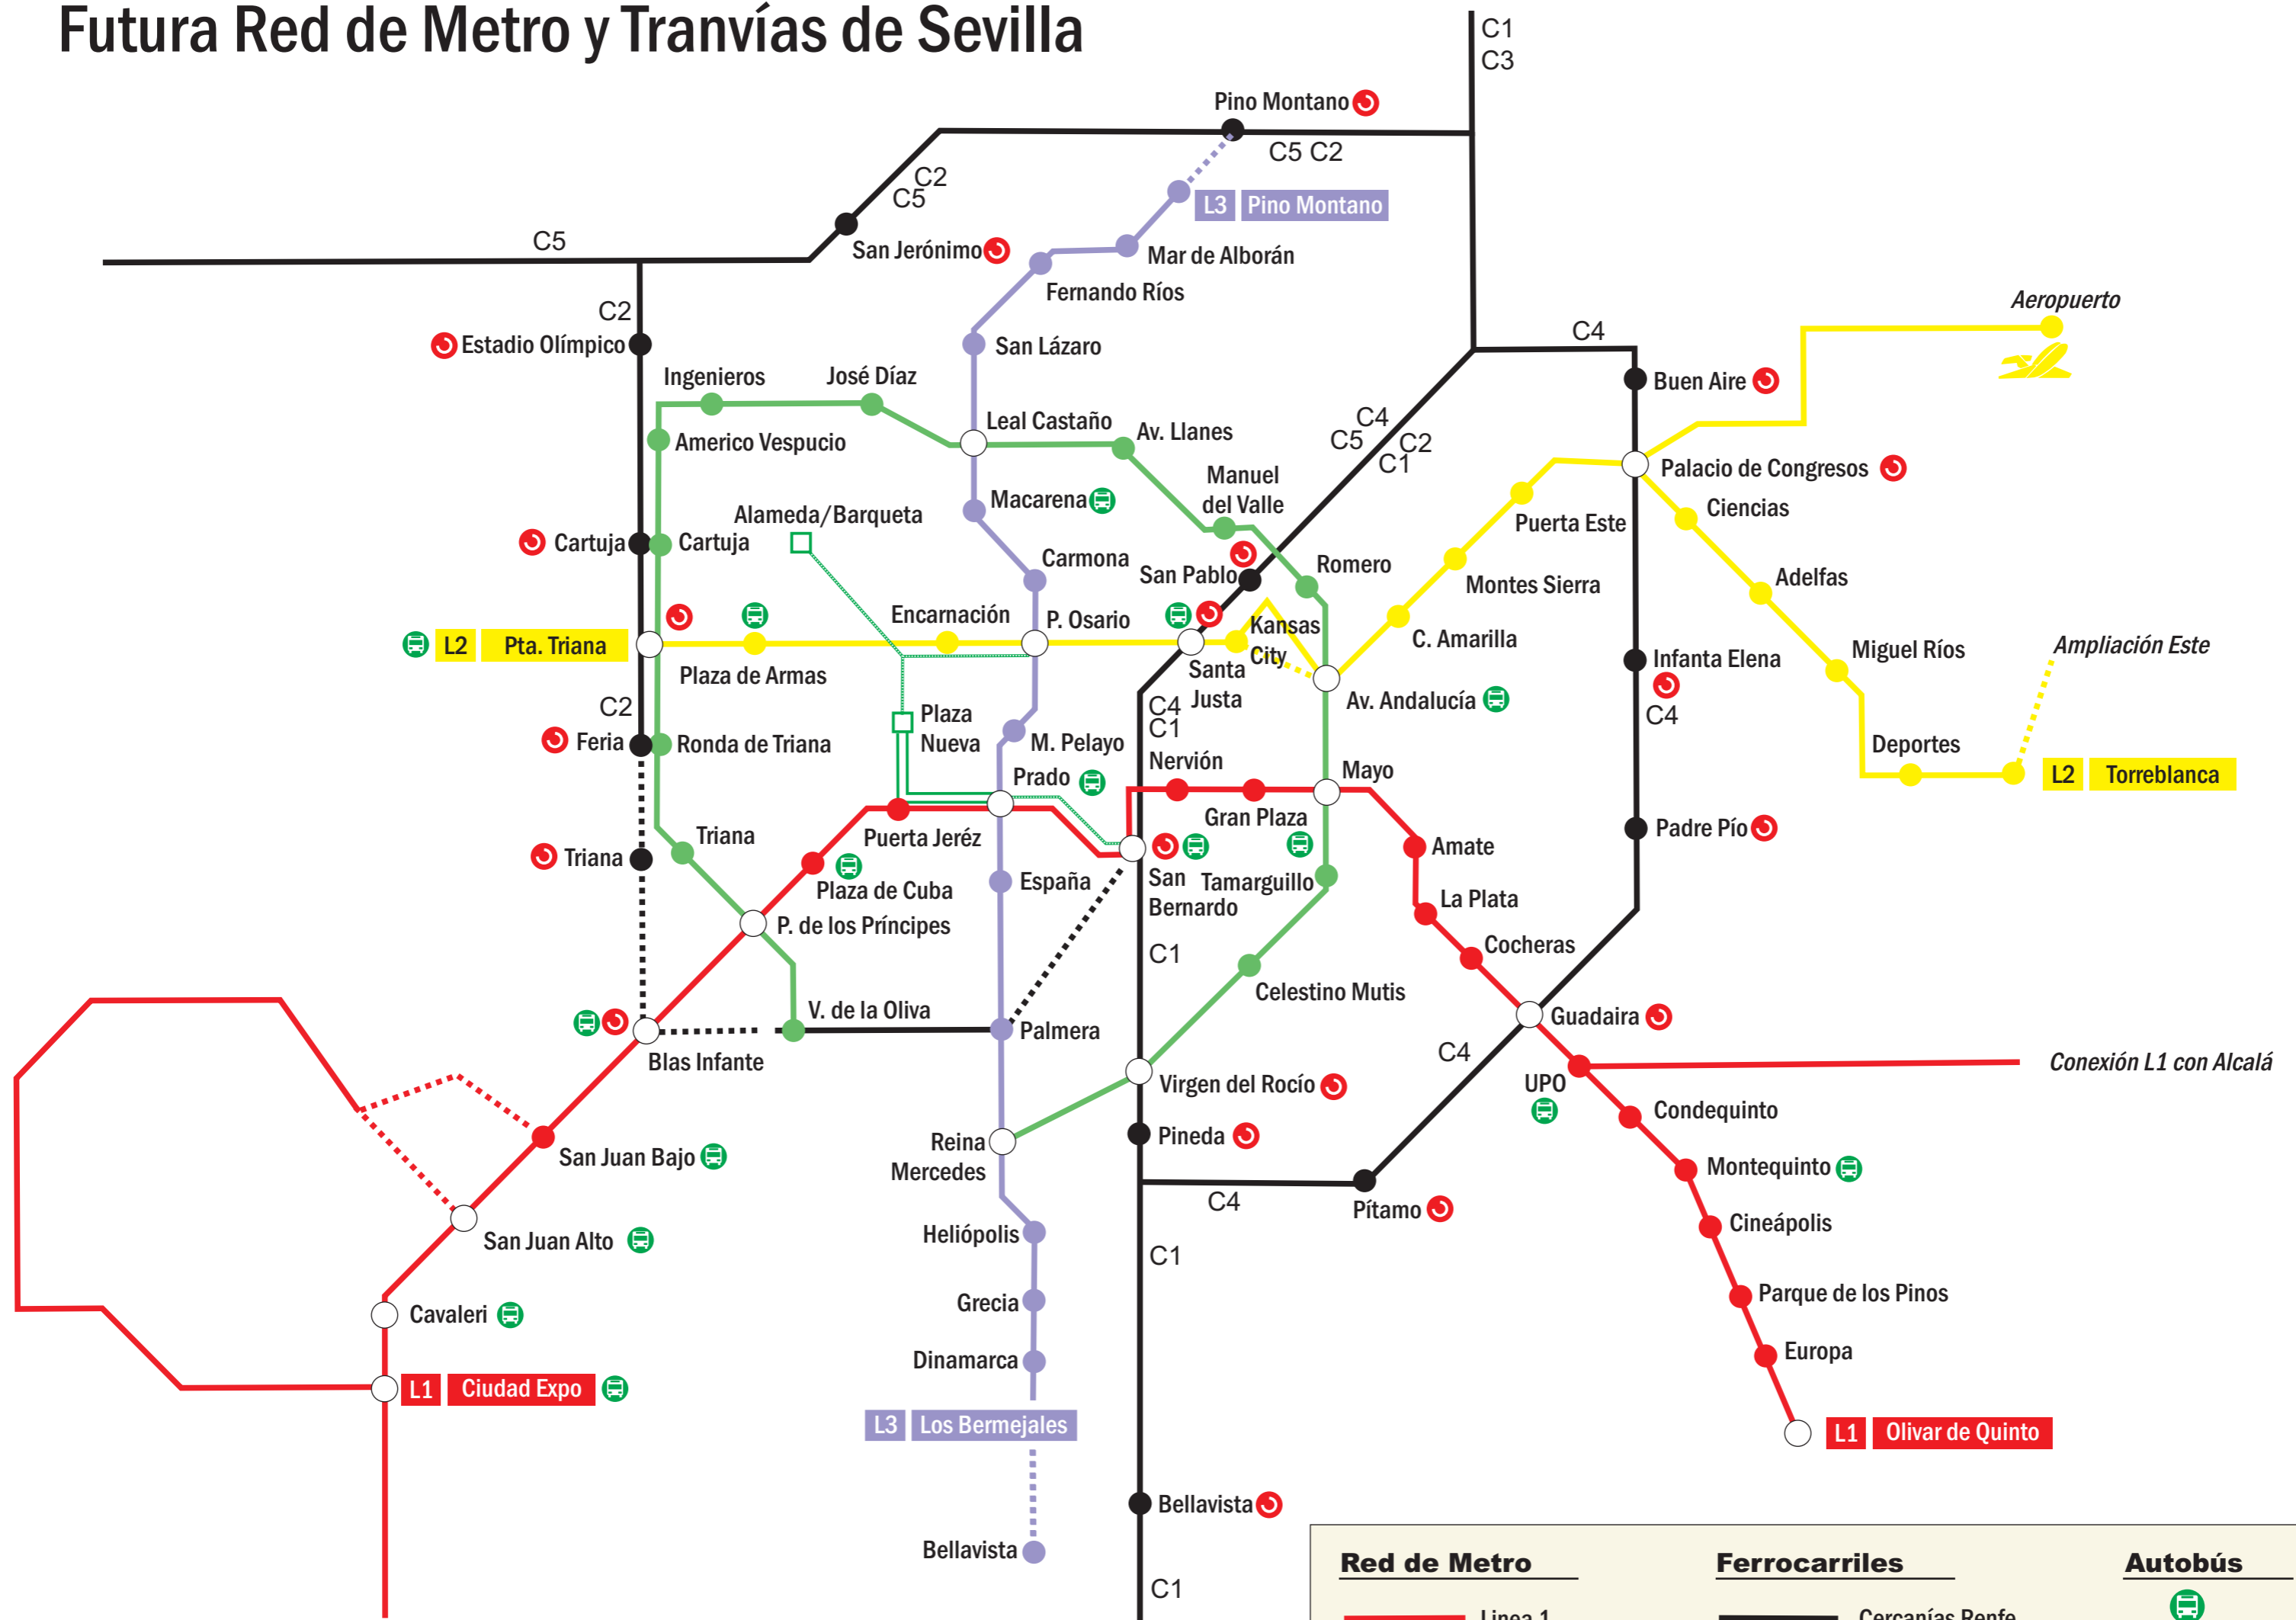 Futura Red de Metro y Tranvías de Sevilla
C1
C3
Pino Montano
C5 C2
C2
C5
L3 Pino Montano
C5
San Jerónimo
Mar de Alborán
Fernando Ríos
Aeropuerto
C2
Estadio Olímpico
San Lázaro
C4
Ingenieros
José Díaz
Buen Aire
Leal Castaño
Av. Llanes
C4
C5
C2
C1
Americo Vespucio
Palacio de Congresos
Manuel
del Valle
Macarena
Ciencias
Alameda/Barqueta
Puerta Este
Cartuja
Cartuja
Carmona
San Pablo
Romero
Montes Sierra
Adelfas
Encarnación
P. Osario
Kansas
City
C. Amarilla
L2 Pta. Triana
Plaza de Armas
Santa
Justa
Infanta Elena
Miguel Ríos
Ampliación Este
Av. Andalucía
C2
C4
C1
C4
Plaza
Nueva
Feria
Ronda de Triana
M. Pelayo
Deportes
Nervión
Mayo
Prado
L2 Torreblanca
Gran Plaza
Puerta Jeréz
Triana
Triana
Amate
Padre Pío
Plaza de Cuba
España
San
Bernardo
Tamarguillo
La Plata
P. de los Príncipes
Cocheras
C1
Celestino Mutis
V. de la Oliva
Palmera
Guadaira
Blas Infante
C4
Conexión L1 con Alcalá
Virgen del Rocío
UPO
Condequinto
Pineda
San Juan Bajo
Reina
Mercedes
Montequinto
C4
Pítamo
Cineápolis
San Juan Alto
Heliópolis
C1
Grecia
Parque de los Pinos
Cavaleri
Dinamarca
Europa
L1 Ciudad Expo
L3 Los Bermejales
L1 Olivar de Quinto
Bellavista
Bellavista
C1
Red de Metro
Ferrocarriles
Autobús
Linea 1
Cercanías Renfe